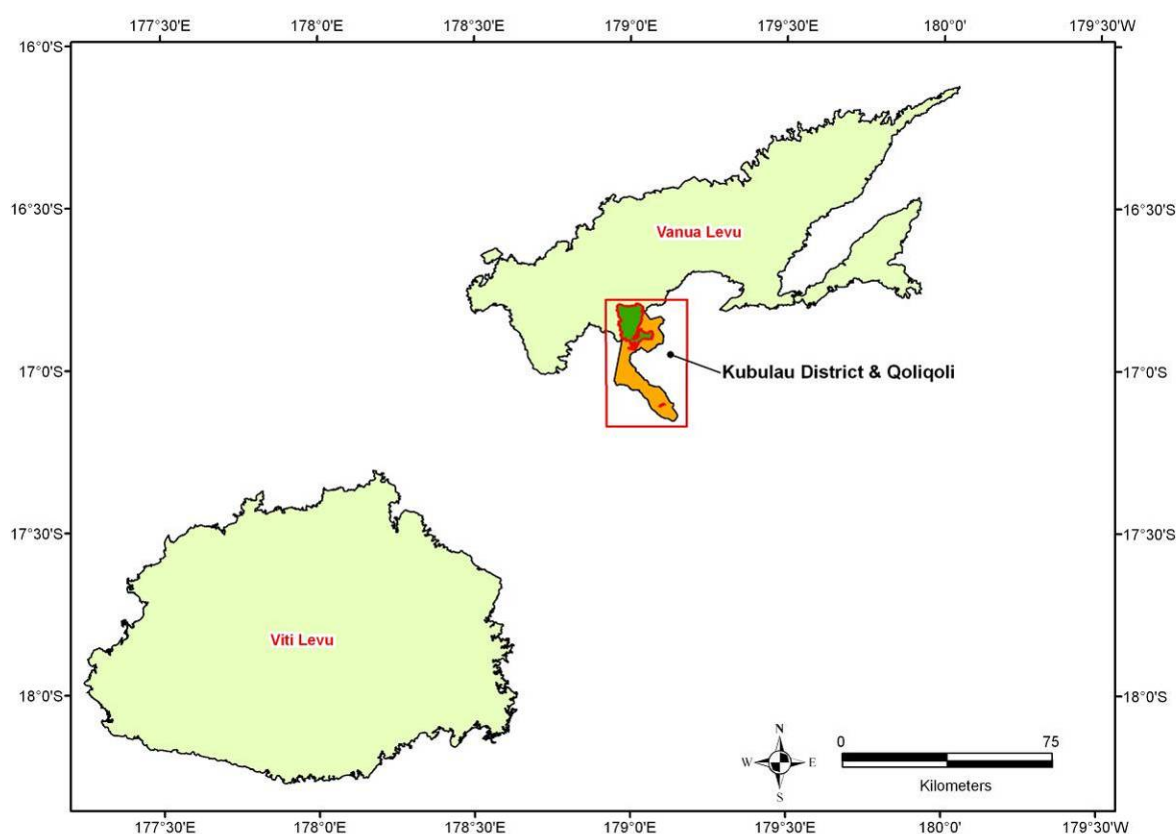 177°30'E 178°0'E 178°30'E 179°0'E 179°30'E 180°0' 179°30'W
16°0'S
16°30'S 16°30'S
Vanua Levu
17°0'S 17°0'S
Kubulau District & Qoliqoli
17°30'S 17°30'S
Viti Levu
18°0'S 18°0'S
N
W E
S
0 75
Kilometers
177°30'E 178°0'E 178°30'E 179°0'E 179°30'E 180°0' 179°30'W